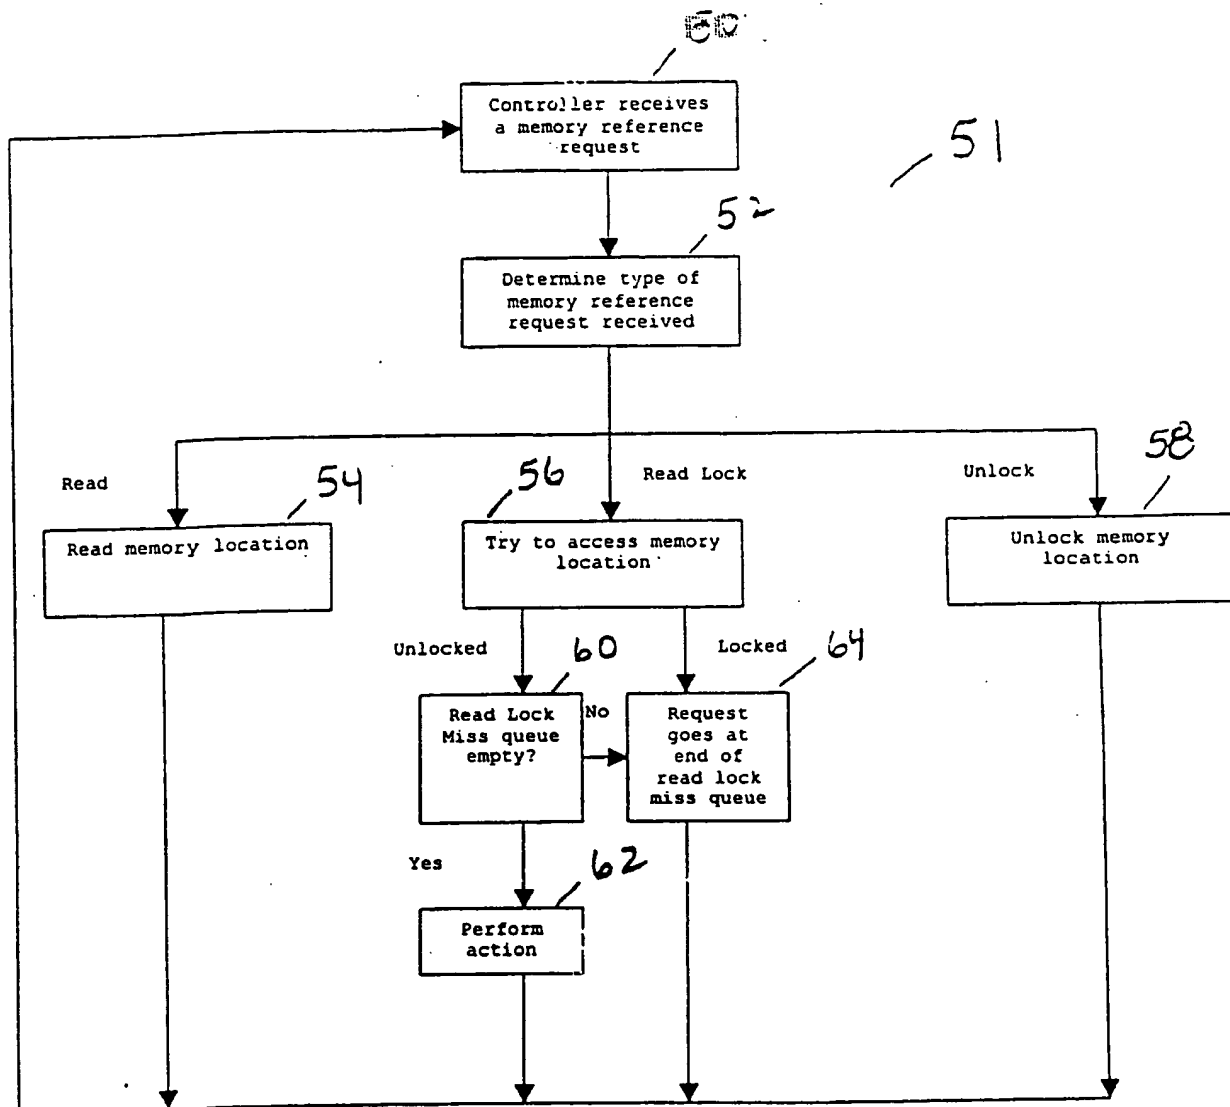 Controller receives
a memory reference
request
51
52
Determine type of
memory reference
request received
Read
54
56
Read Lock
Unlock
58
Read memory location
Try to access memory
location
Unlock memory
location
Unlocked
60
Locked
64
Read Lock
Miss queue
empty?
No
Request
goes at
end of
read lock
miss queue
Yes
62
Perform
action